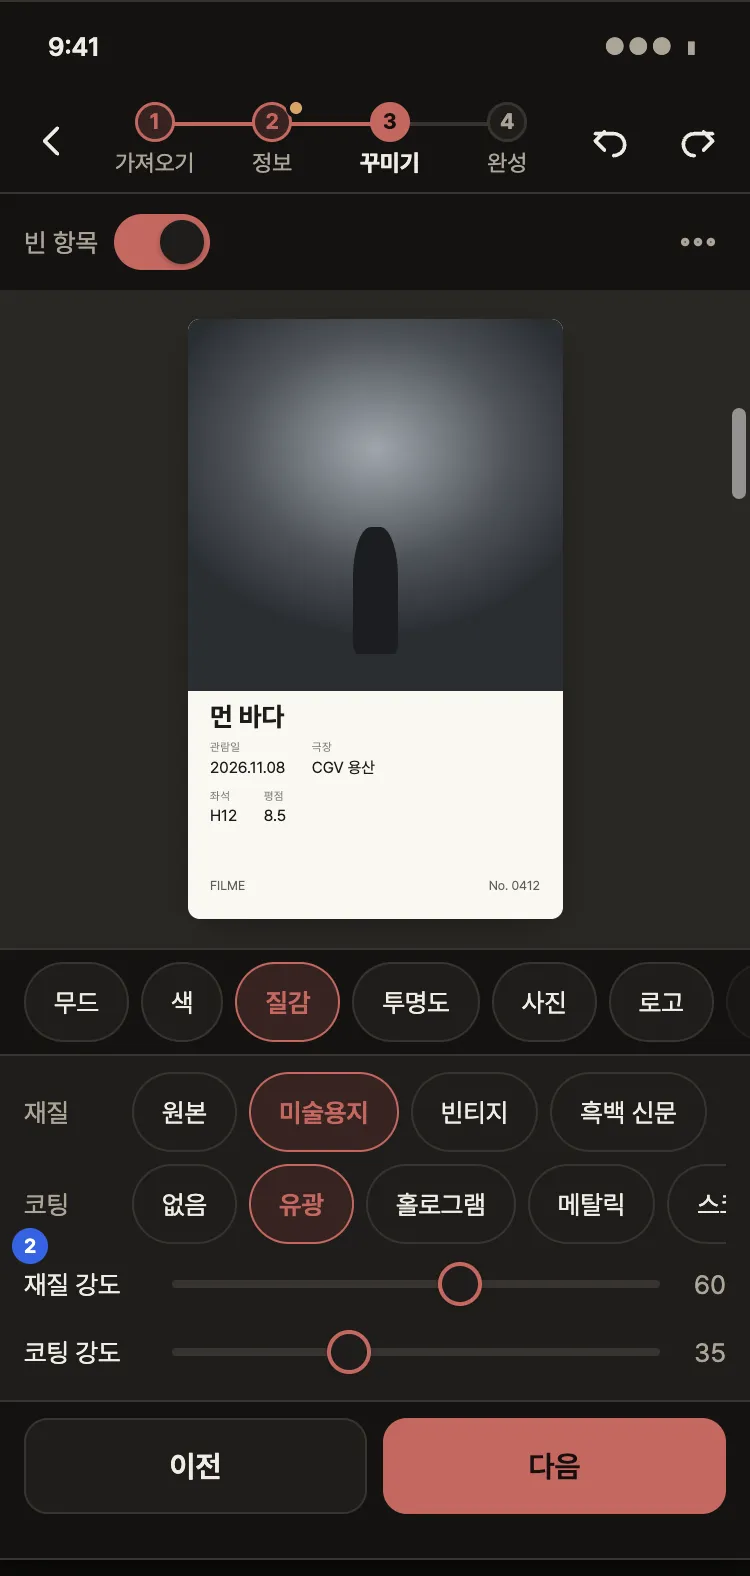 9:41
1 2 3 4
가져오기 정보 꾸미기 완성
빈 항목
먼 바다
관람일 극장
2026.11.08 CGV 용산
좌석 평점
H12 8.5
FILME No. 0412
무드 색 질감 투명도 사진 로고
재질 원본 미술용지 빈티지 흑백 신문
코팅 없음 유광 홀로그램 메탈릭
2
재질 강도 60
코팅 강도 35
이전 다음